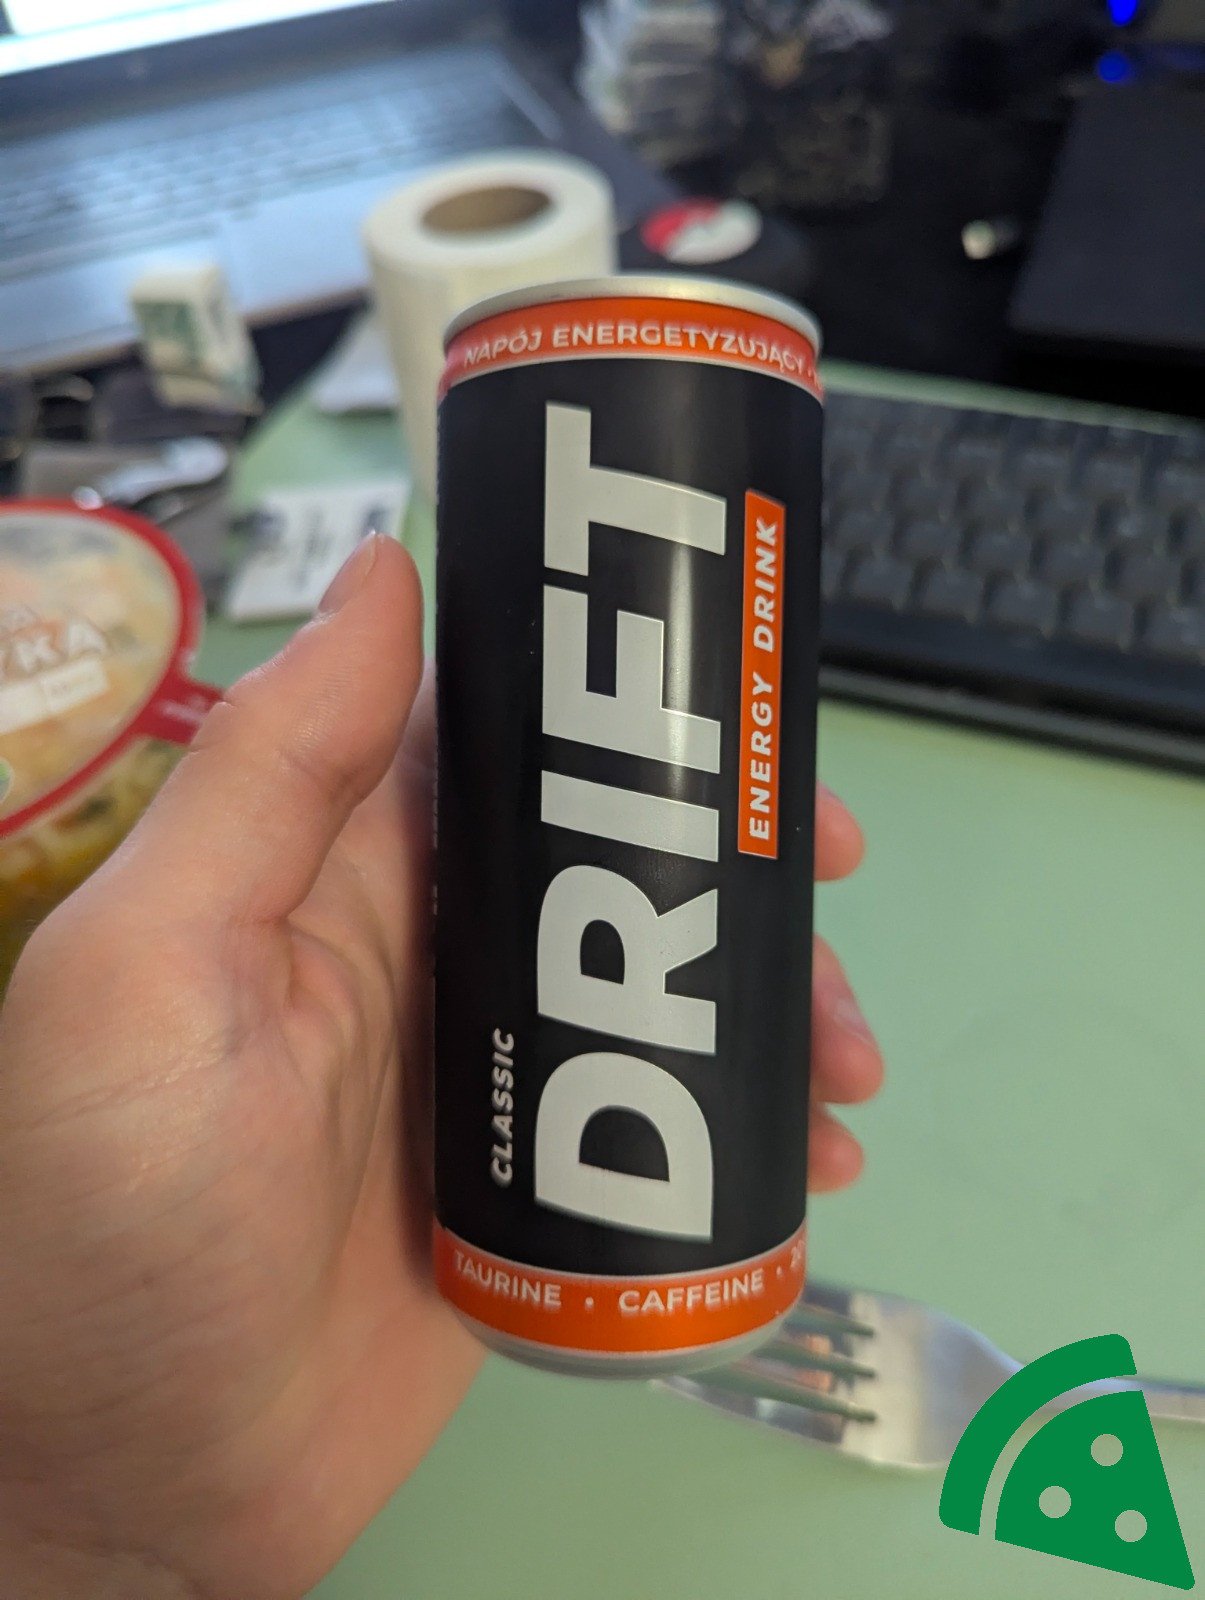 NAPÓJ ENERGETYZUJĄCY
CLASSIC
DRIFT
ENERGY DRINK
TAURINE • CAFFEINE •